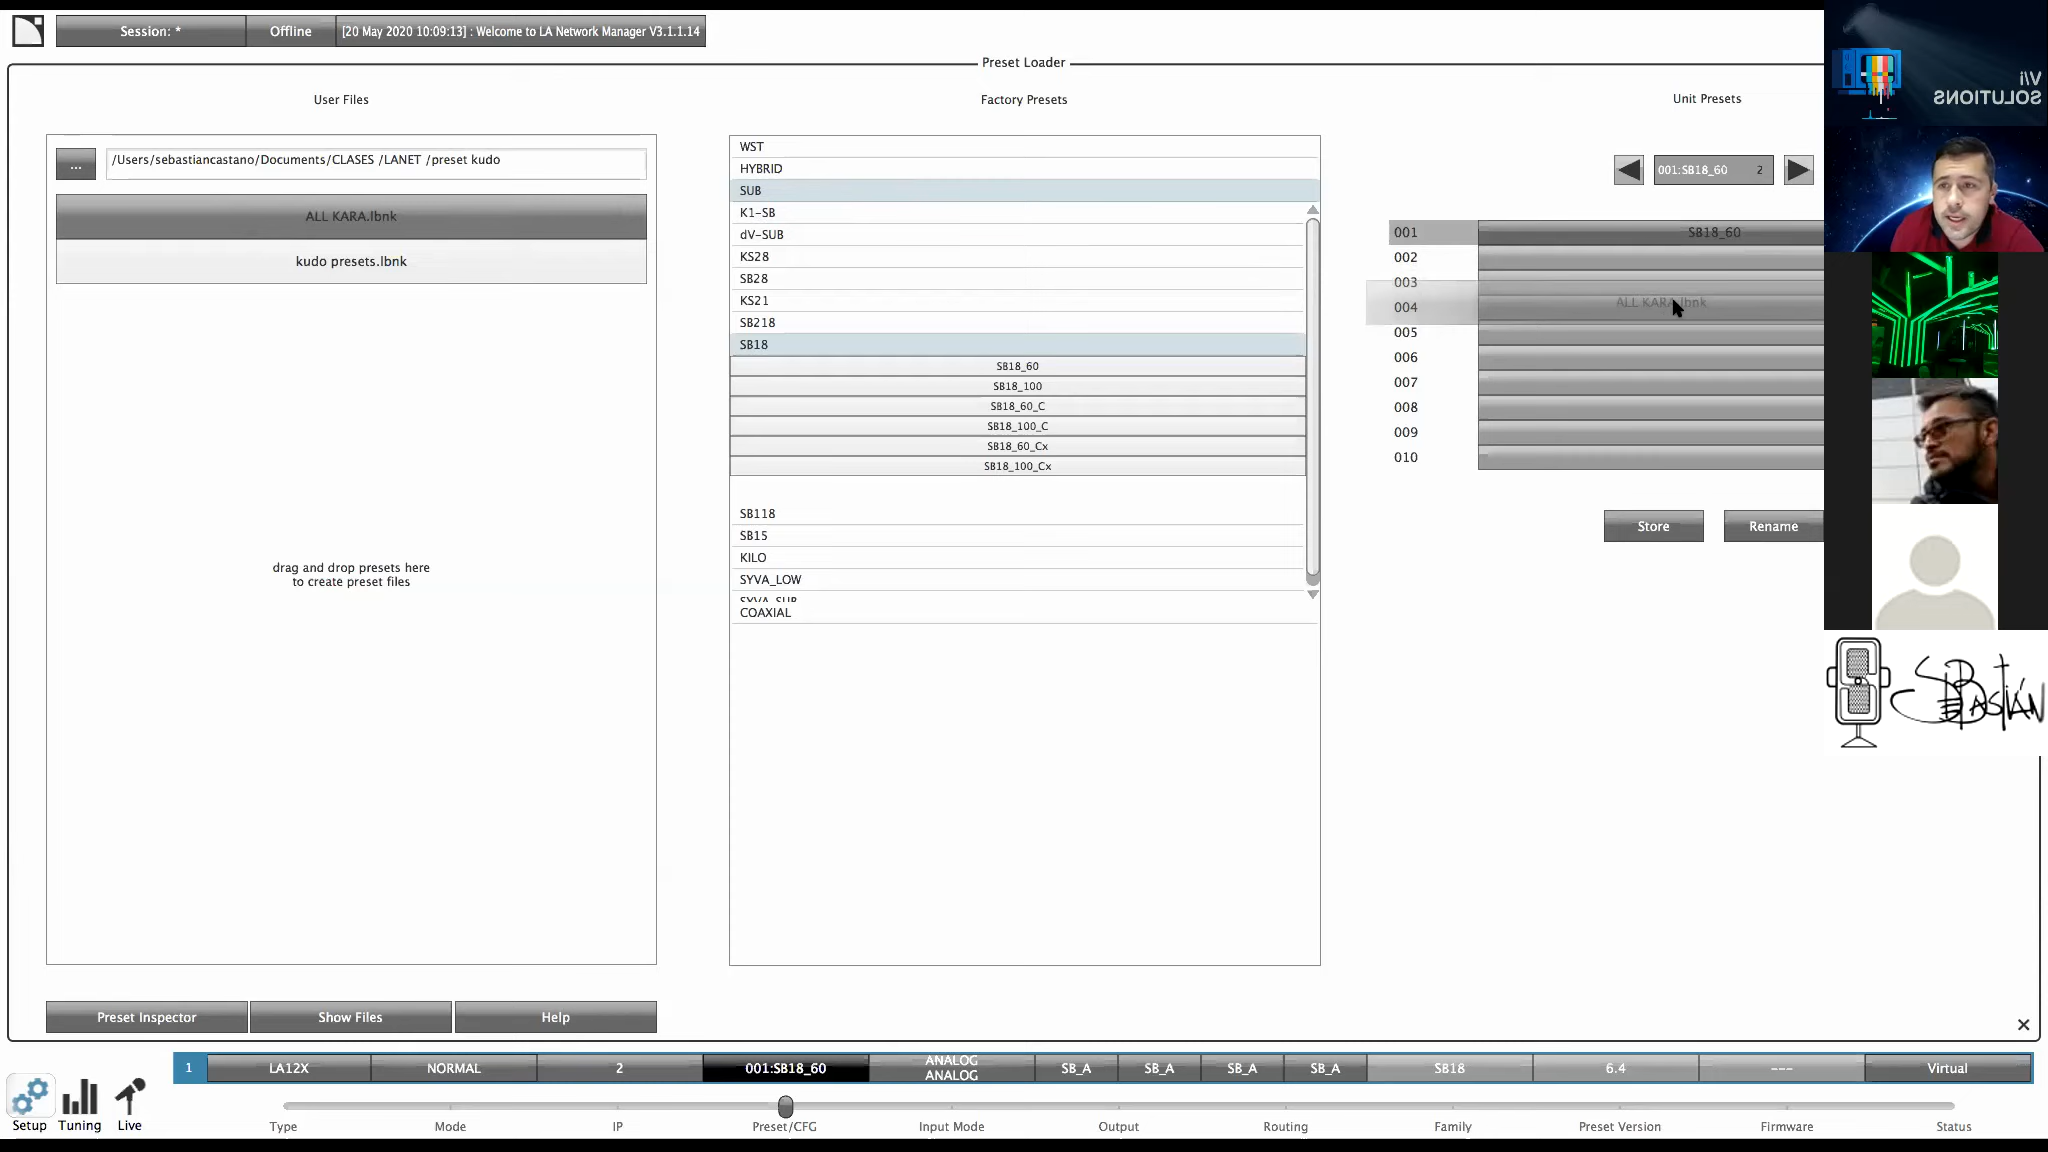 Session: *
Offline
[20 May 2020 10:09:13] : Welcome to LA Network Manager V3.1.1.14
Preset Loader
User Files
Factory Presets
Unit Presets
...
/Users/sebastiancastano/Documents/CLASES /LANET /preset kudo
ALL KARA.lbnk
kudo presets.lbnk
drag and drop presets here
to create preset files
WST
HYBRID
SUB
K1-SB
dV-SUB
KS28
SB28
KS21
SB218
SB18
SB18_60
SB18_100
SB18_60_C
SB18_100_C
SB18_60_Cx
SB18_100_Cx
SB118
SB15
KILO
SYVA_LOW
SYVA_SUB
COAXIAL
001:SB18_60 2
001 SB18_60
002
003
ALL KARA.lbnk
004
005
006
007
008
009
010
Store
Rename
SOLUTIONS
SEBASTIÁN
Preset Inspector
Show Files
Help
1
LA12X
NORMAL
2
001:SB18_60
ANALOG
ANALOG
SB_A
SB_A
SB_A
SB_A
SB18
6.4
---
Virtual
Setup
Tuning
Live
Type
Mode
IP
Preset/CFG
Input Mode
Output
Routing
Family
Preset Version
Firmware
Status